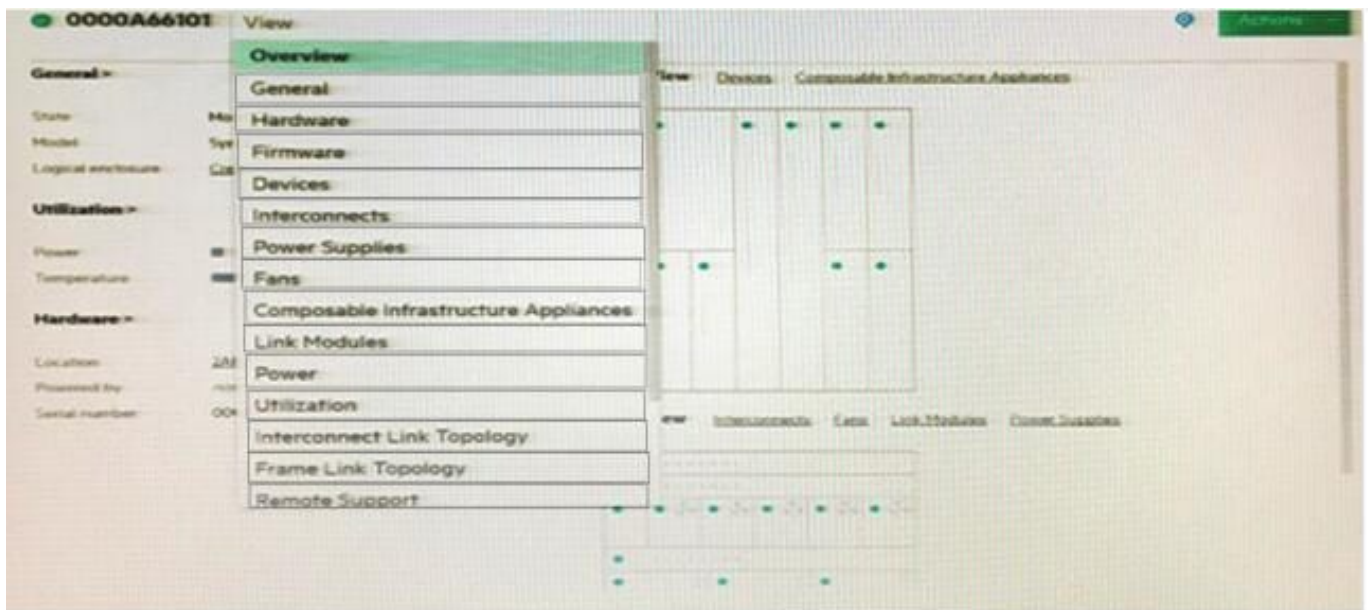 0000A66101
View
Actions
Overview
General
Hardware
Firmware
Devices
Interconnects
Power Supplies
Fans
Composable Infrastructure Appliances
Link Modules
Power
Utilization
Interconnect Link Topology
Frame Link Topology
Remote Support
General >
State
Model
Logical enclosure
Utilization >
Power
Temperature
Hardware >
Location
Powered by
Serial number
Devices Composable Infrastructure Appliances
Interconnects Fans Link Modules Power Supplies